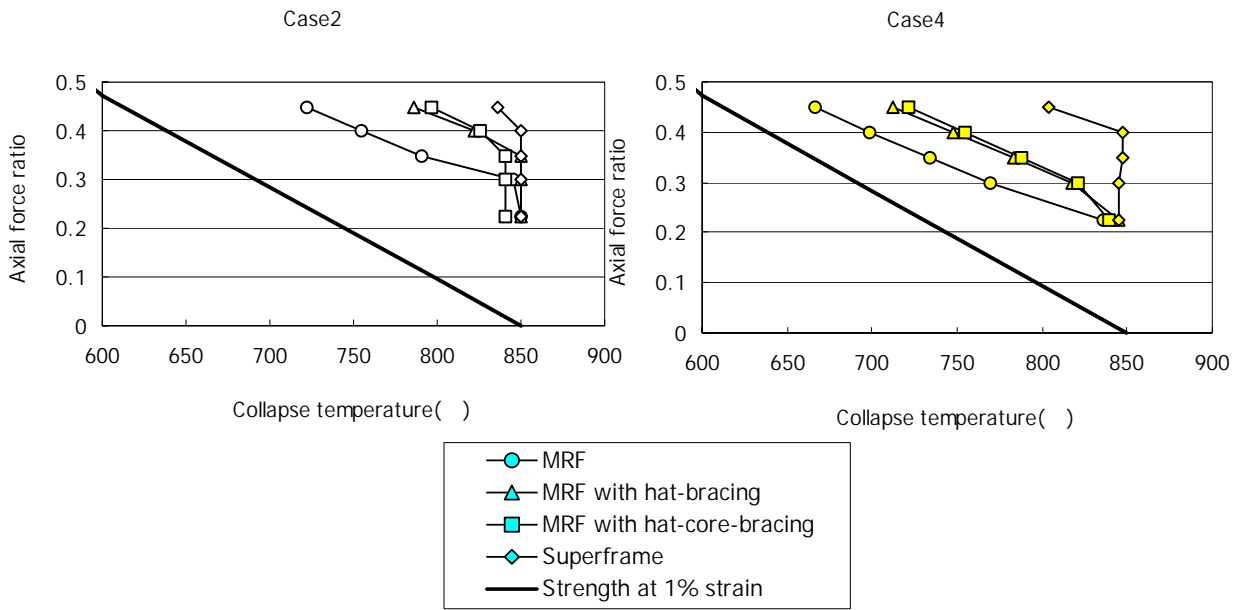 Case2
Axial force ratio
0.5
0.4
0.3
0.2
0.1
0
600 650 700 750 800 850 900
Collapse temperature( )
Case4
Axial force ratio
0.5
0.4
0.3
0.2
0.1
0
600 650 700 750 800 850 900
Collapse temperature( )
MRF
MRF with hat-bracing
MRF with hat-core-bracing
Superframe
Strength at 1% strain